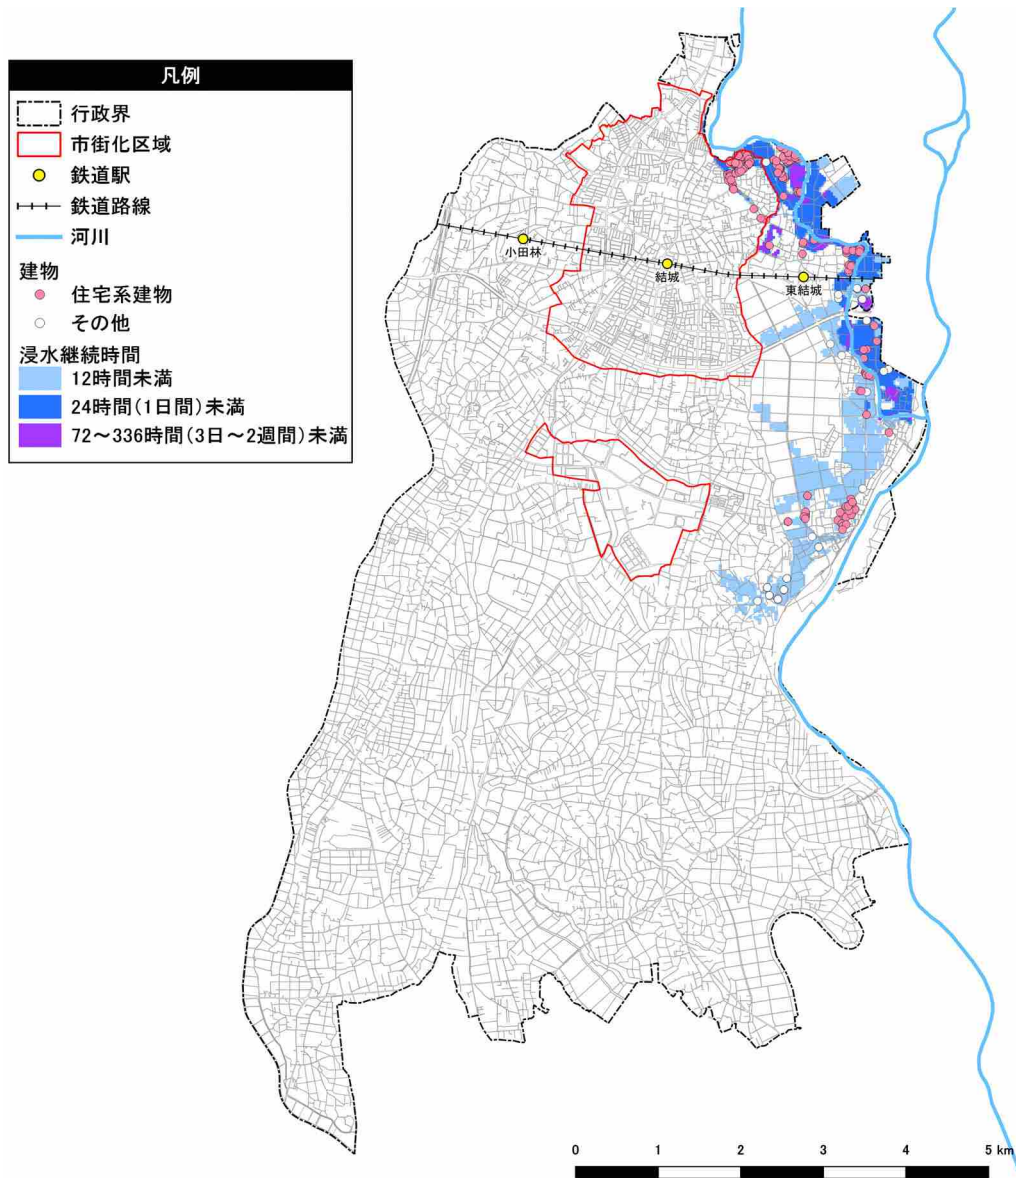 凡例
行政界
市街化区域
鉄道駅
鉄道路線
河川
建物
住宅系建物
その他
浸水継続時間
12時間未満
24時間(1日間)未満
72～336時間(3日～2週間)未満
小田林
結城
東結城
0 1 2 3 4 5 km